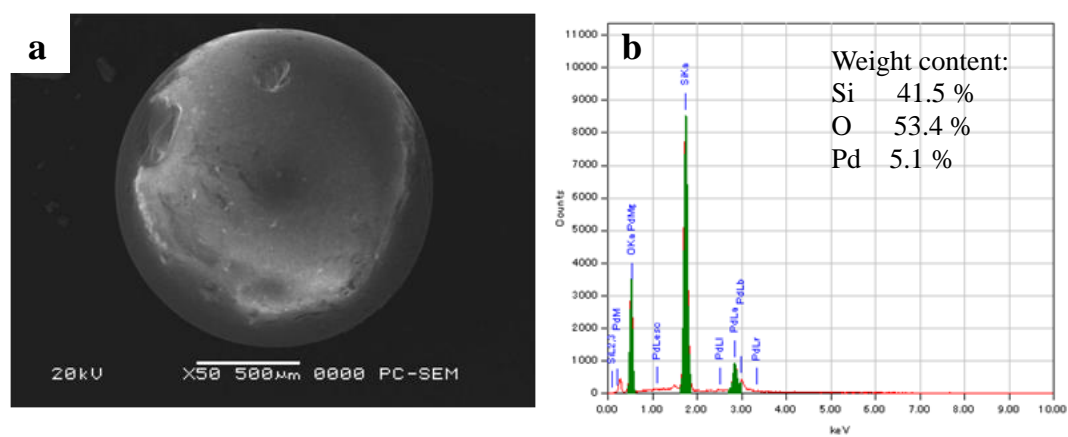 a
20kV X50 500µm 0000 PC-SEM
b
Weight content:
Si 41.5 %
O 53.4 %
Pd 5.1 %
11000
10000
9000
8000
7000
6000
5000
4000
3000
2000
1000
0
Counts
SiL2,3
PdM
OKa PdMg
PdLesc
SiKa
PdLl
PdLa
PdLb
PdLr
0.00 1.00 2.00 3.00 4.00 5.00 6.00 7.00 8.00 9.00 10.00
keV